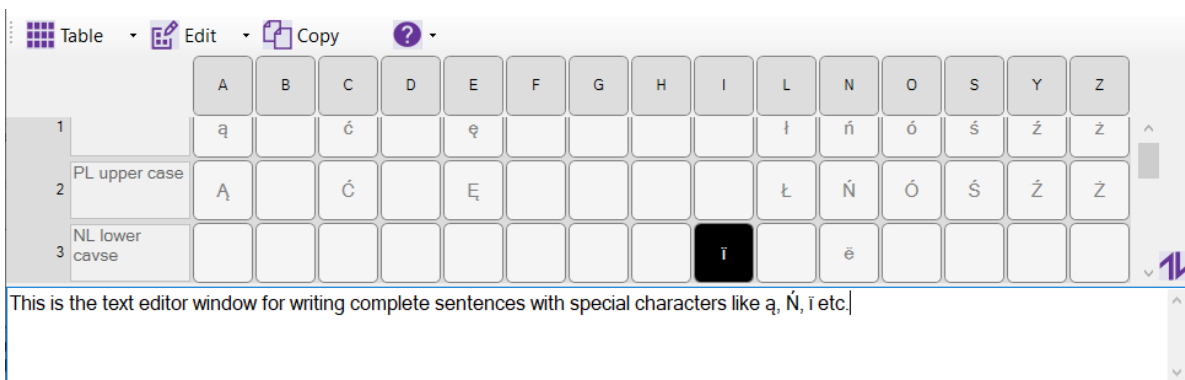 Table Edit Copy ?
A B C D E F G H I L N O S Y Z
1 ą ć ę ł ń ó ś ź ż
2 PL upper case Ą Ć Ę Ł Ń Ó Ś Ź Ż
NL lower
3 cavse ï ë
This is the text editor window for writing complete sentences with special characters like ą, Ń, ï etc.